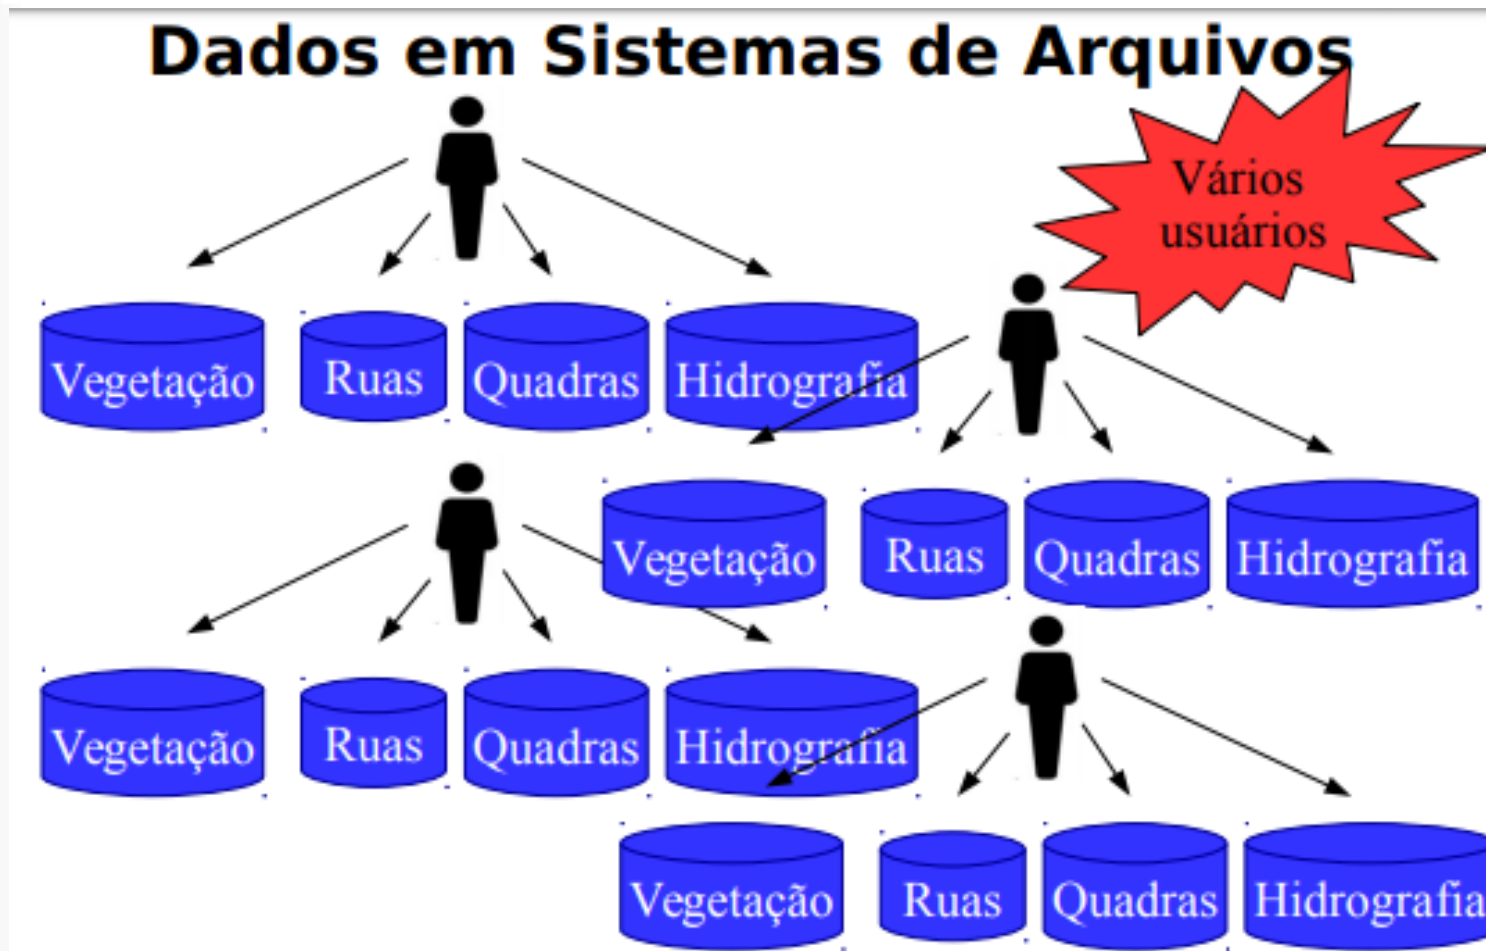 Dados em Sistemas de Arquivos
Vários
usuários
Vegetação Ruas Quadras Hidrografia
Vegetação Ruas Quadras Hidrografia
Vegetação Ruas Quadras Hidrografia
Vegetação Ruas Quadras Hidrografia